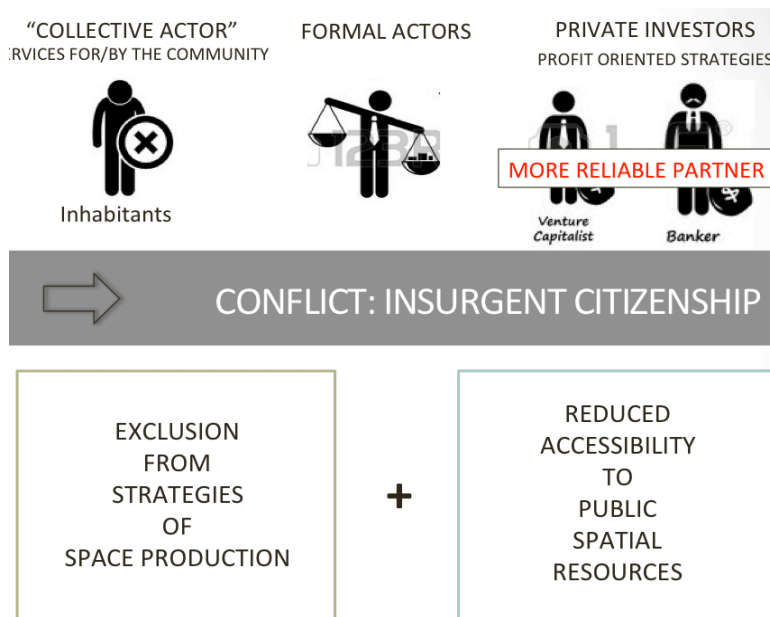 “COLLECTIVE ACTOR”
RVICES FOR/BY THE COMMUNITY
Inhabitants
FORMAL ACTORS
PRIVATE INVESTORS
PROFIT ORIENTED STRATEGIES
MORE RELIABLE PARTNER
Venture
Capitalist
Banker
CONFLICT: INSURGENT CITIZENSHIP
EXCLUSION
FROM
STRATEGIES
OF
SPACE PRODUCTION
+
REDUCED
ACCESSIBILITY
TO
PUBLIC
SPATIAL
RESOURCES